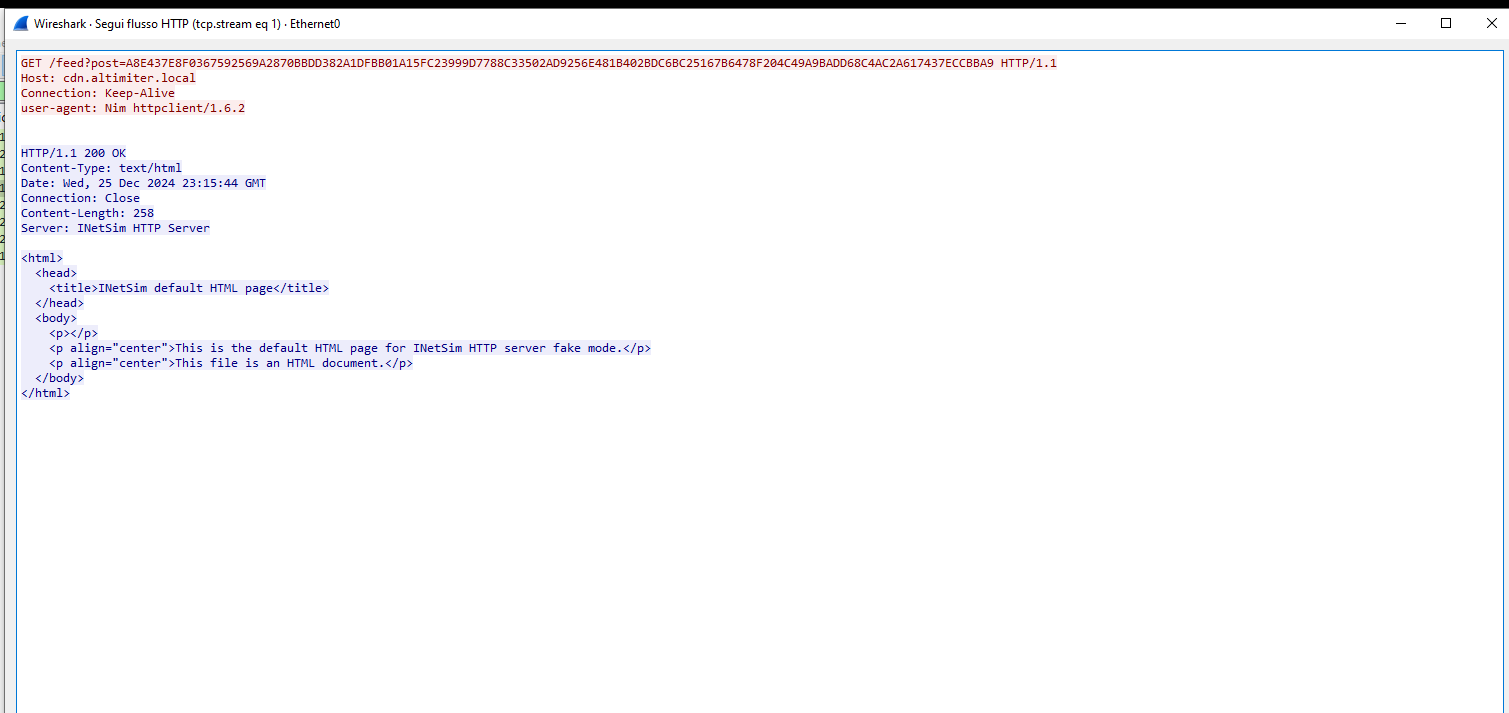 Wireshark · Segui flusso HTTP (tcp.stream eq 1) · Ethernet0
GET /feed?post=A8E437E8F0367592569A2870BBDD382A1DFBB01A15FC23999D7788C33502AD9256E481B402BDC6BC25167B6478F204C49A9BADD68C4AC2A617437ECCBBA9 HTTP/1.1
Host: cdn.altimiter.local
Connection: Keep-Alive
user-agent: Nim httpclient/1.6.2
HTTP/1.1 200 OK
Content-Type: text/html
Date: Wed, 25 Dec 2024 23:15:44 GMT
Connection: Close
Content-Length: 258
Server: INetSim HTTP Server
<html>
<head>
<title>INetSim default HTML page</title>
</head>
<body>
<p></p>
<p align="center">This is the default HTML page for INetSim HTTP server fake mode.</p>
<p align="center">This file is an HTML document.</p>
</body>
</html>